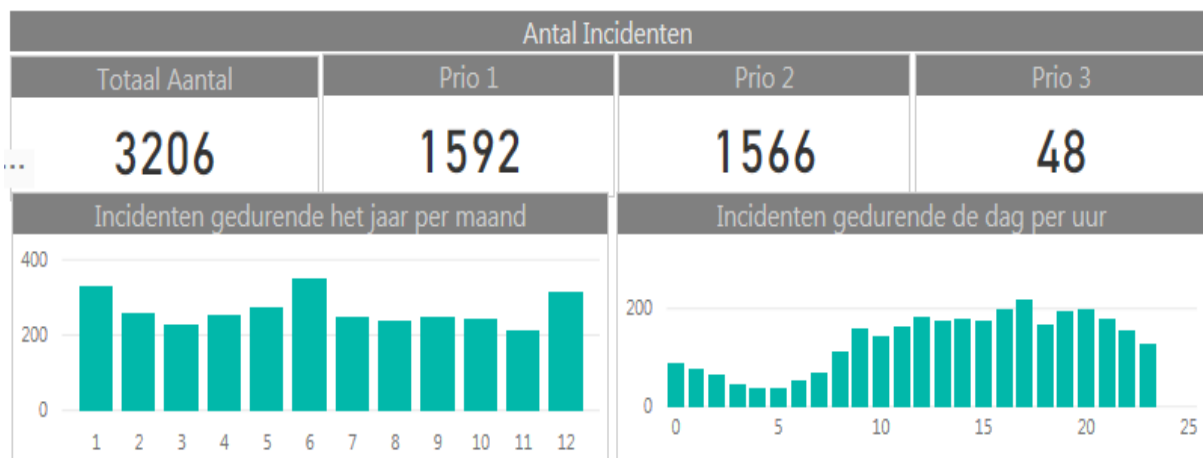 Antal Incidenten
Totaal Aantal Prio 1 Prio 2 Prio 3
3206 1592 1566 48
...
Incidenten gedurende het jaar per maand
400
200
0
1 2 3 4 5 6 7 8 9 10 11 12
Incidenten gedurende de dag per uur
200
0
0 5 10 15 20 25